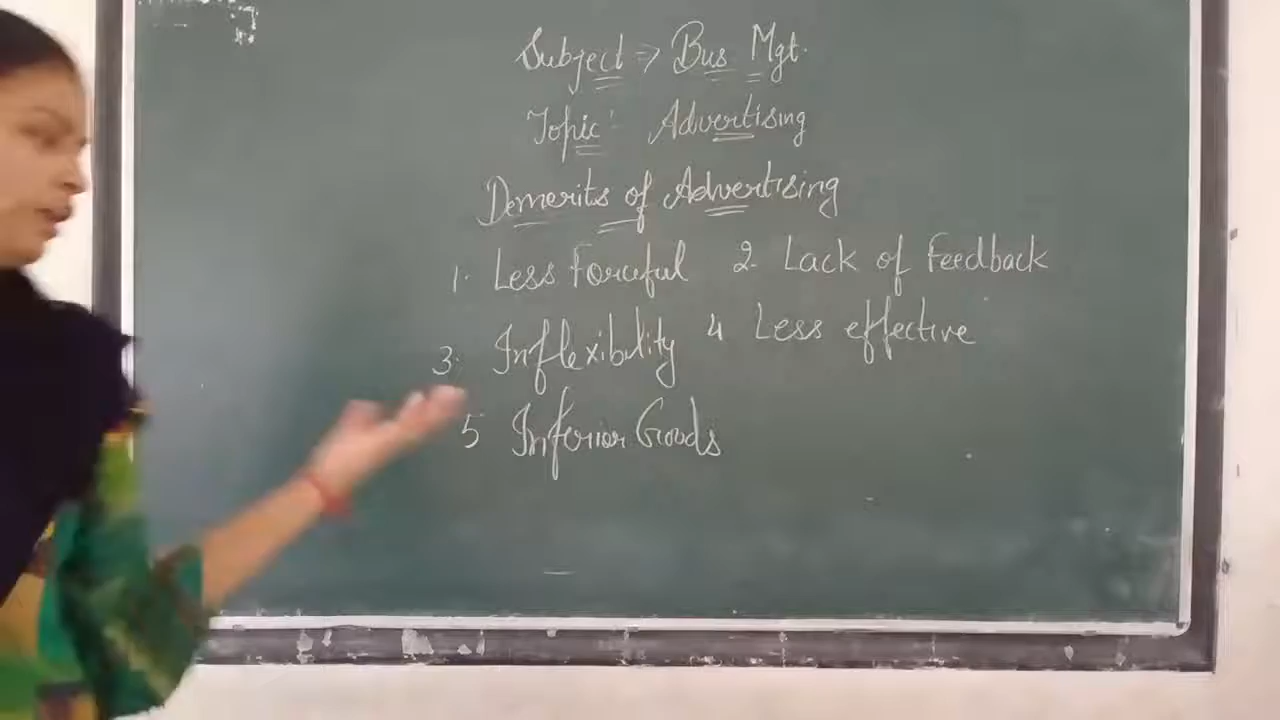 Subject => Bus Mgt.
Topic: Advertising
Demerits of Advertising
1. Less Forceful 2. Lack of Feedback
3. Inflexibility 4 Less effective
5 Inferior Goods